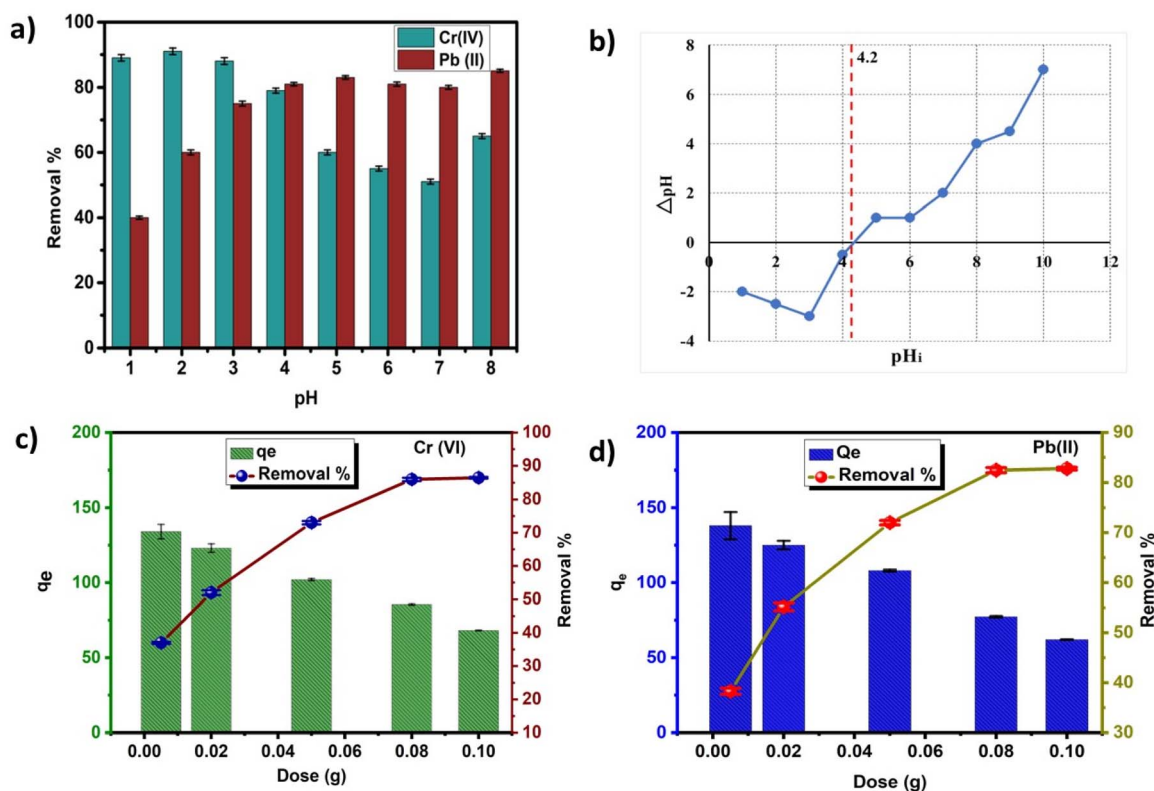 a)
Cr(IV)
Pb (II)
Removal %
100
80
60
40
20
0
1 2 3 4 5 6 7 8
pH
b)
4.2
△pH
8
6
4
2
0
-2
-4
0 2 4 6 8 10 12
pHi
c)
Cr (VI)
qe
Removal %
qe
200
150
100
50
0
100
90
80
70
60
50
40
30
20
10
Removal %
0.00 0.02 0.04 0.06 0.08 0.10
Dose (g)
d)
Pb(II)
Qe
Removal %
qe
200
150
100
50
0
90
80
70
60
50
40
30
Removal %
0.00 0.02 0.04 0.06 0.08 0.10
Dose (g)